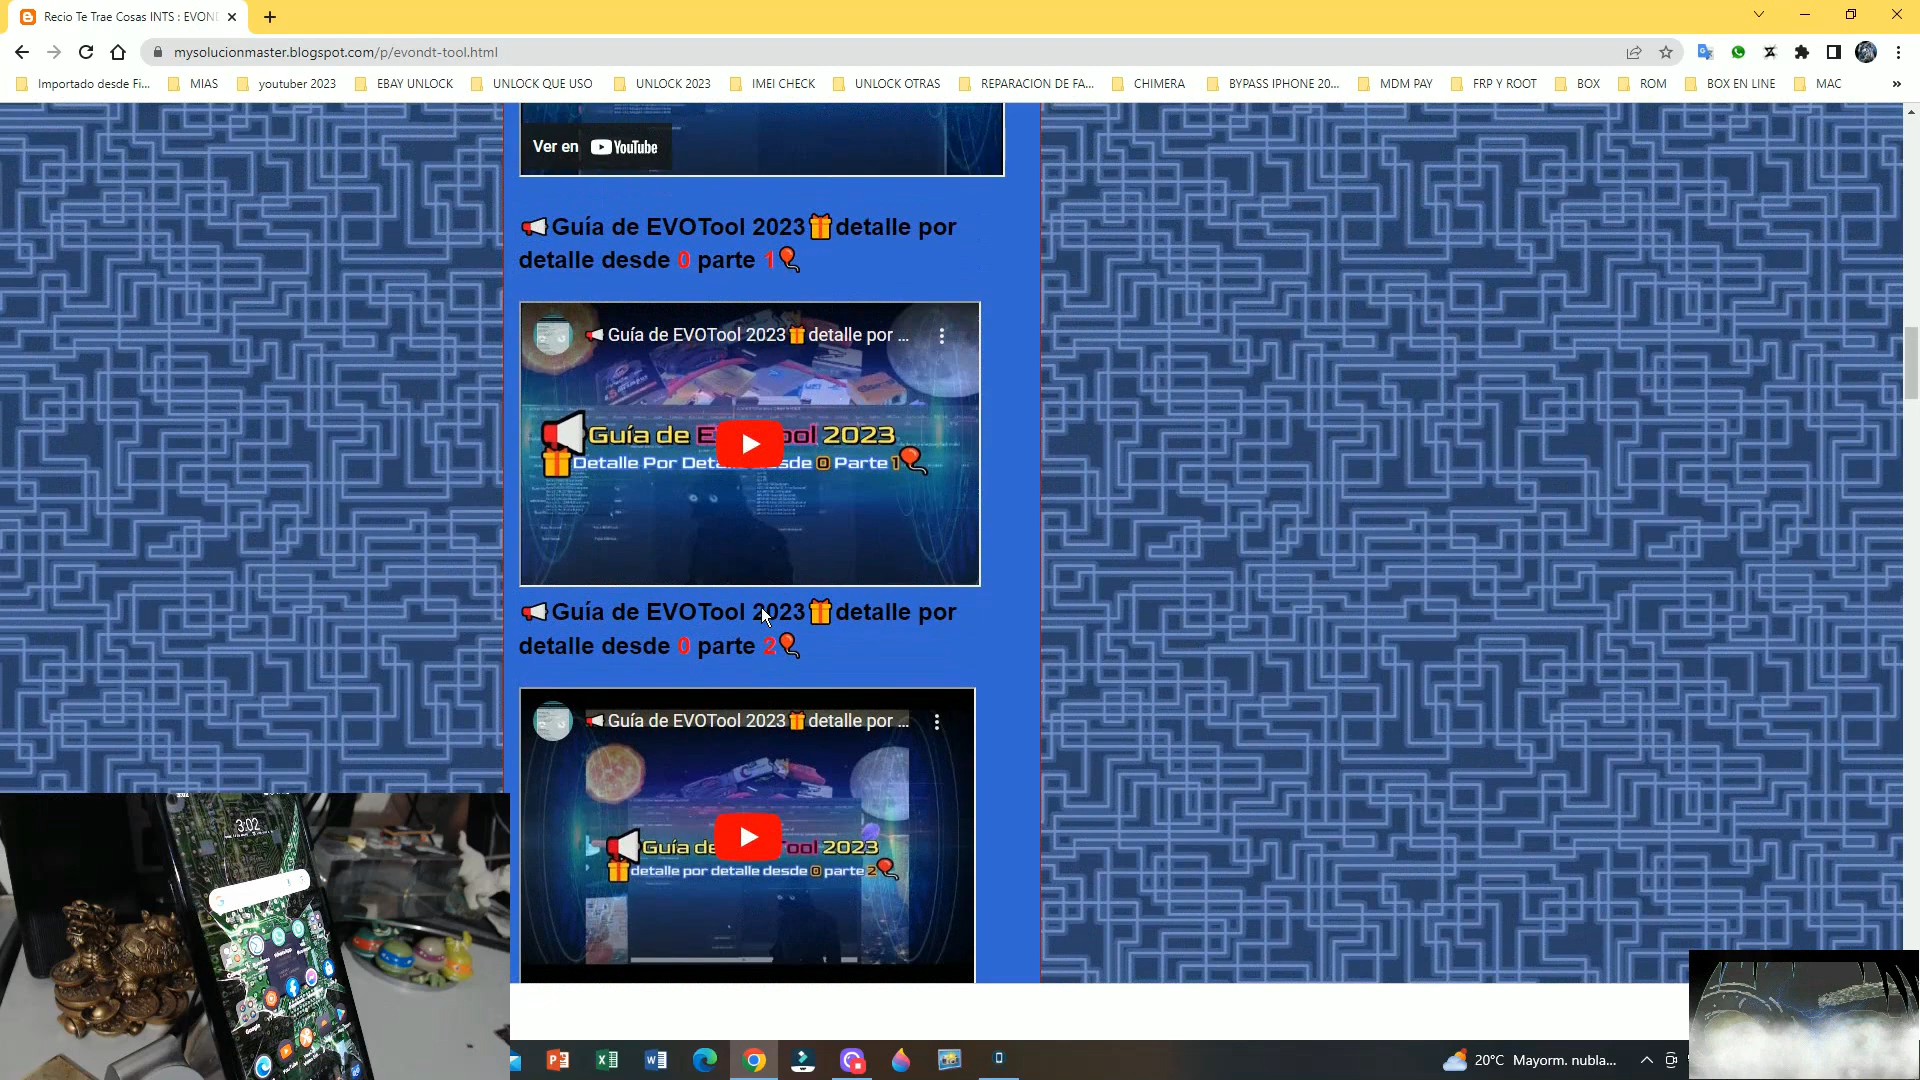 Recio Te Trae Cosas INTS : EVOND
mysolucionmaster.blogspot.com/p/evondt-tool.html
Importado desde Fi... MIAS youtuber 2023 EBAY UNLOCK UNLOCK QUE USO UNLOCK 2023 IMEI CHECK UNLOCK OTRAS REPARACION DE FA... CHIMERA BYPASS IPHONE 20... MDM PAY FRP Y ROOT BOX ROM BOX EN LINE MAC »
Ver en YouTube
📢Guía de EVOTool 2023🎁detalle por
detalle desde 0 parte 1🎈
📢Guía de EVOTool 2023🎁detalle por ...
Guía de E ool 2023
Detalle Por Deta esde 0 Parte 1
📢Guía de EVOTool 2023🎁detalle por
detalle desde 0 parte 2🎈
📢Guía de EVOTool 2023🎁detalle por ...
Guía de ool 2023
detalle por detalle desde 0 parte 2
3:02
20°C Mayorm. nubla...